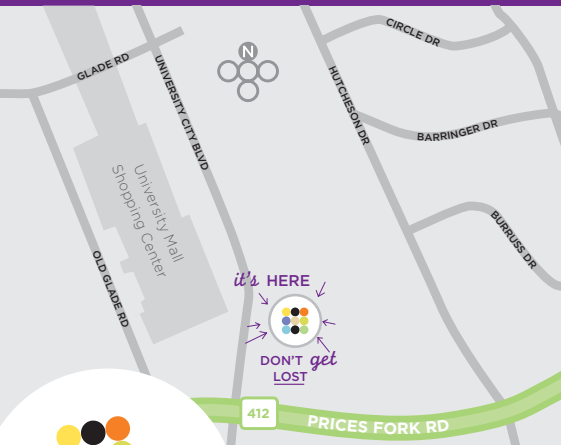 N
CIRCLE DR
GLADE RD
UNIVERSITY CITY BLVD
HUTCHESON DR
BARRINGER DR
University Mall
Shopping Center
BURRUSS DR
OLD GLADE RD
it's HERE
DON'T get
LOST
412
PRICES FORK RD